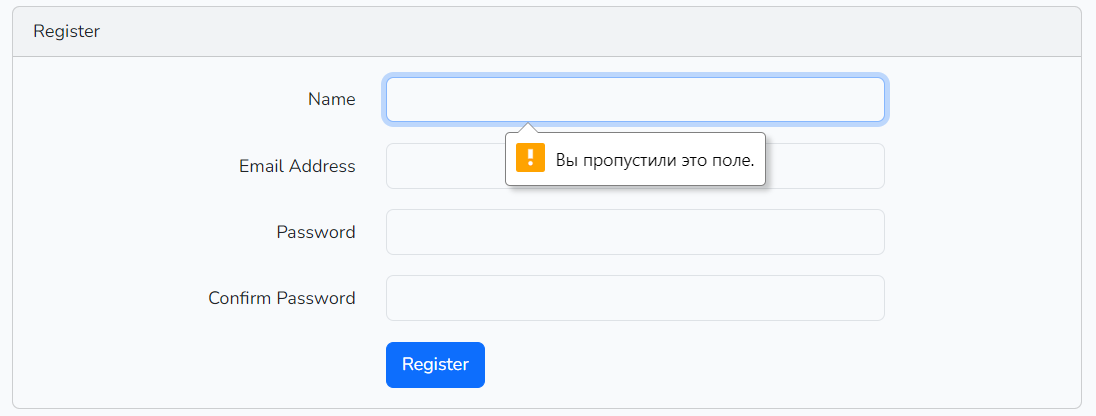 Register
Name
Вы пропустили это поле.
Email Address
Password
Confirm Password
Register